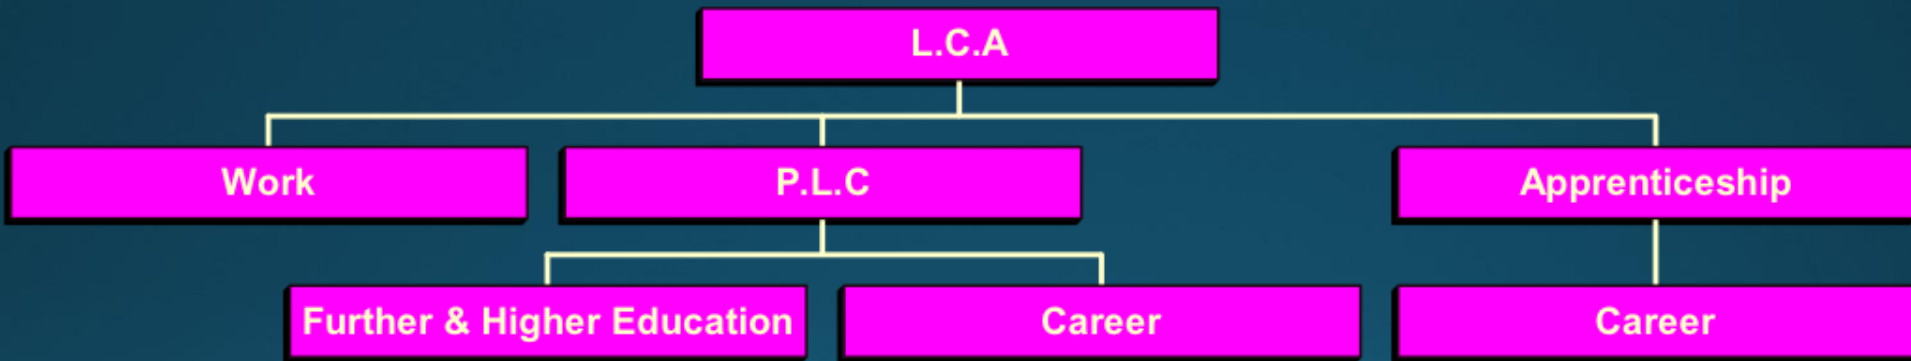 L.C.A
Work
P.L.C
Apprenticeship
Further & Higher Education
Career
Career